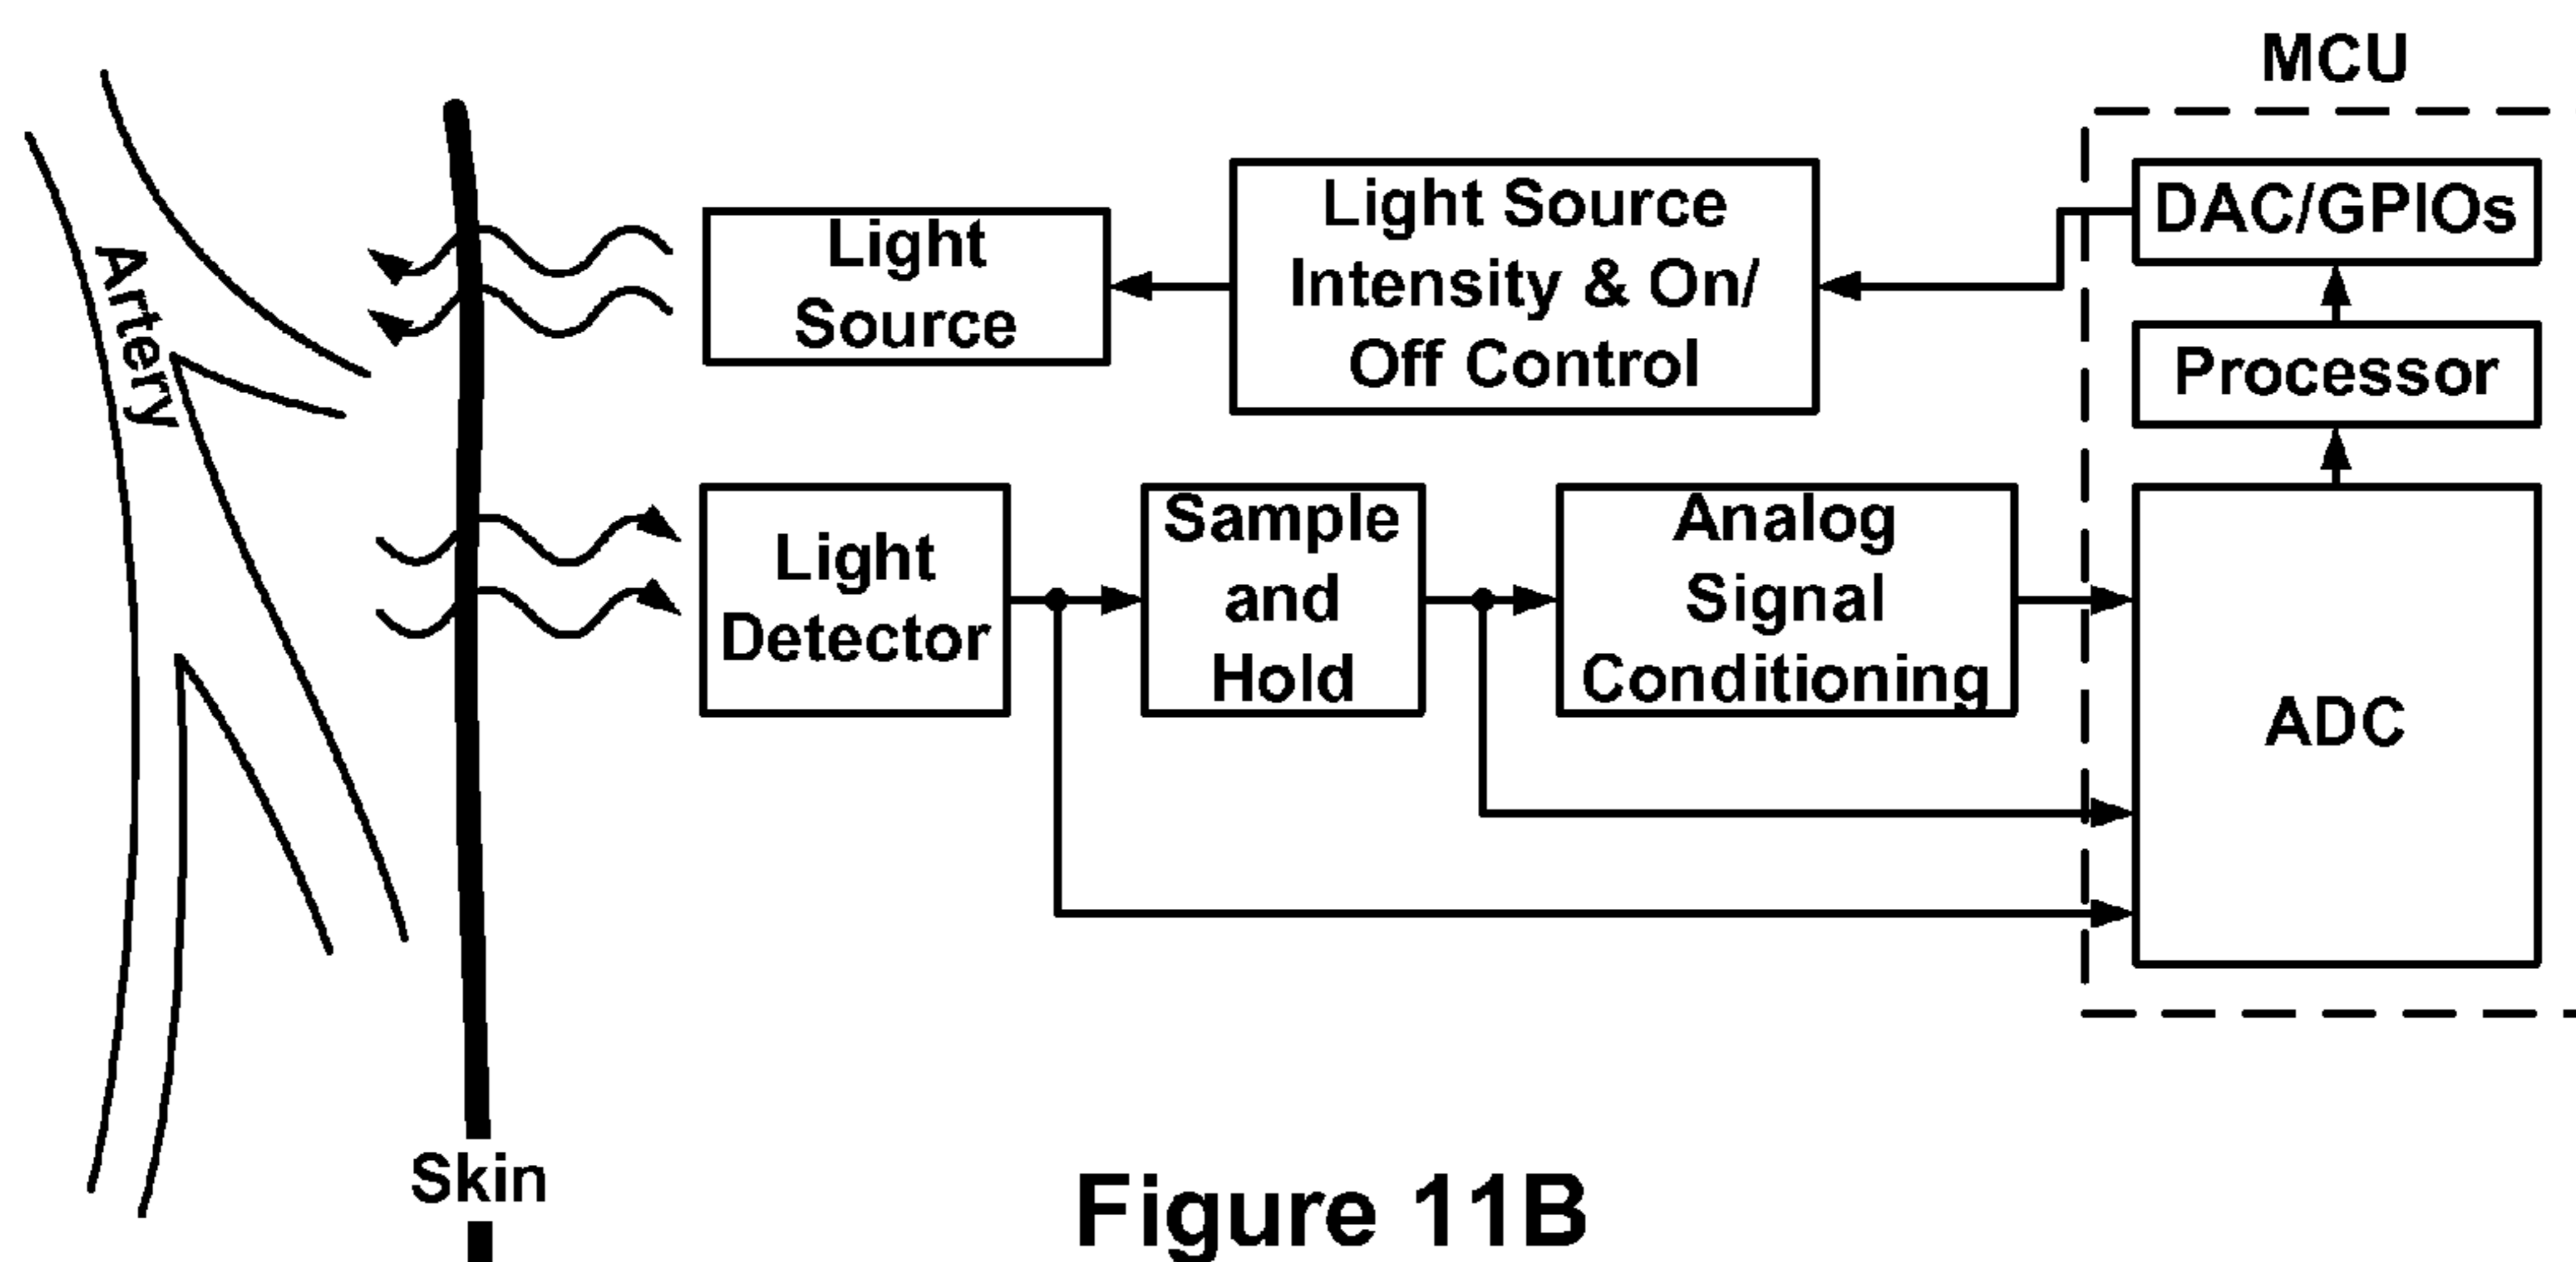 MCU
Light Source
Intensity & On/
Off Control
DAC/GPIOs
Light
Source
Artery
Processor
Light
Detector
Sample
and
Hold
Analog
Signal
Conditioning
ADC
Skin
Figure 11B